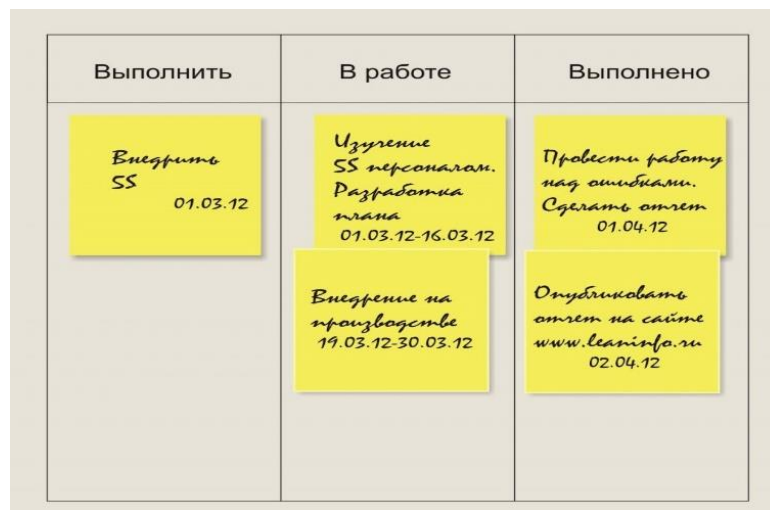 Выполнить
В работе
Выполнено
Внедрить
5S
01.03.12
Изучение
5S персоналом.
Разработка
плана
01.03.12-16.03.12
Внедрение на
производстве
19.03.12-30.03.12
Провести работу
над ошибками.
Сделать отчет
01.04.12
Опубликовать
отчет на сайте
www.leaninfo.ru
02.04.12